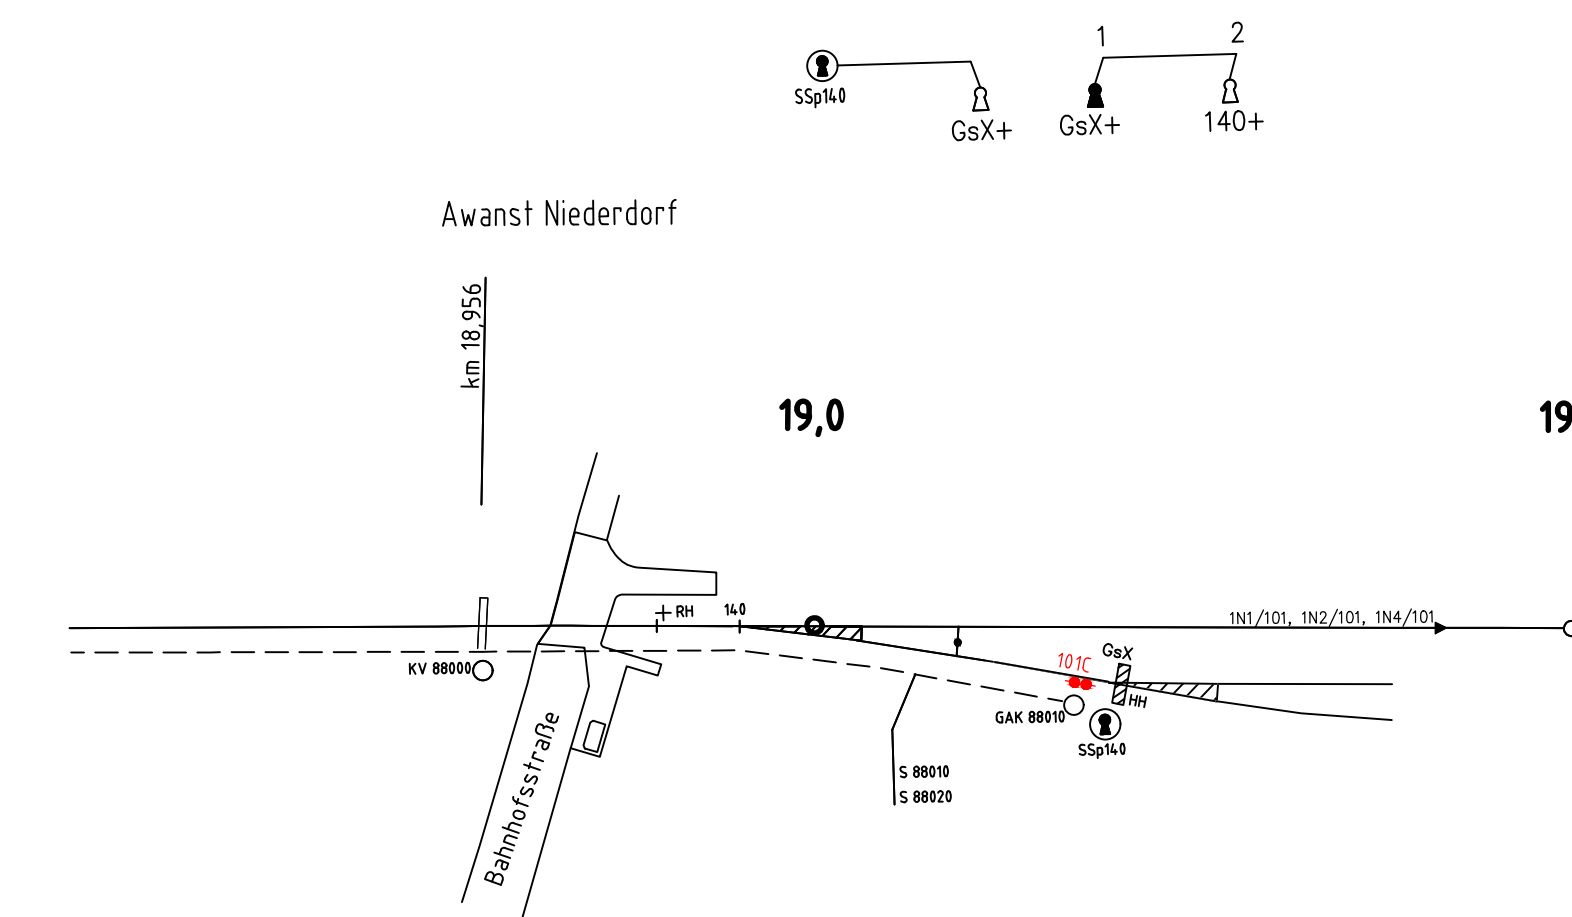 1 2
SSp140
GsX+ GsX+ 140+
Awanst Niederdorf
km 18,956
19,0 19
RH 140
1N1/101, 1N2/101, 1N4/101
KV 88000
101C GsX
HH
GAK 88010
SSp140
S 88010
S 88020
Bahnhofsstraße